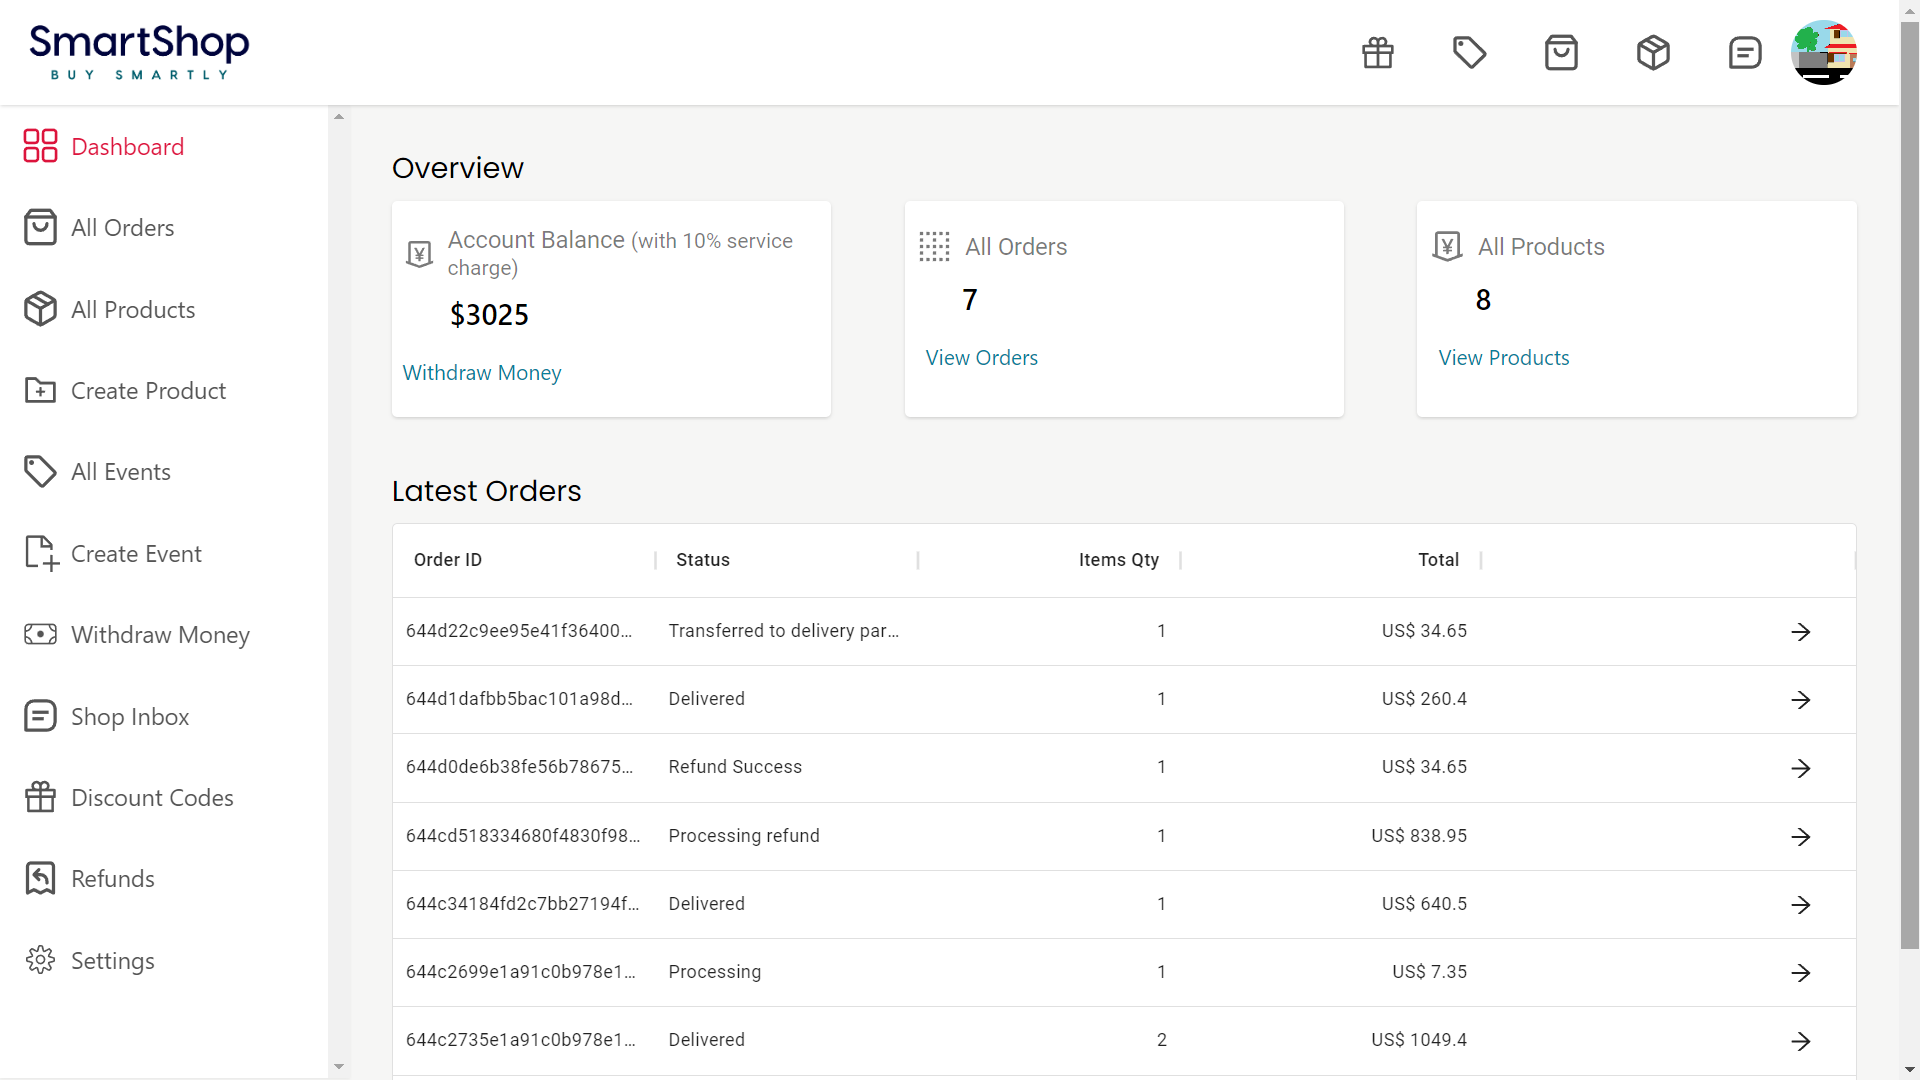 SmartShop
BUY SMARTLY
Dashboard
All Orders
All Products
Create Product
All Events
Create Event
Withdraw Money
Shop Inbox
Discount Codes
Refunds
Settings
Overview
Account Balance (with 10% service
charge)
$3025
Withdraw Money
All Orders
7
View Orders
All Products
8
View Products
Latest Orders
Order ID Status Items Qty Total
644d22c9ee95e41f36400... Transferred to delivery par... 1 US$ 34.65
644d1dafbb5bac101a98d... Delivered 1 US$ 260.4
644d0de6b38fe56b78675... Refund Success 1 US$ 34.65
644cd518334680f4830f98... Processing refund 1 US$ 838.95
644c34184fd2c7bb27194f... Delivered 1 US$ 640.5
644c2699e1a91c0b978e1... Processing 1 US$ 7.35
644c2735e1a91c0b978e1... Delivered 2 US$ 1049.4